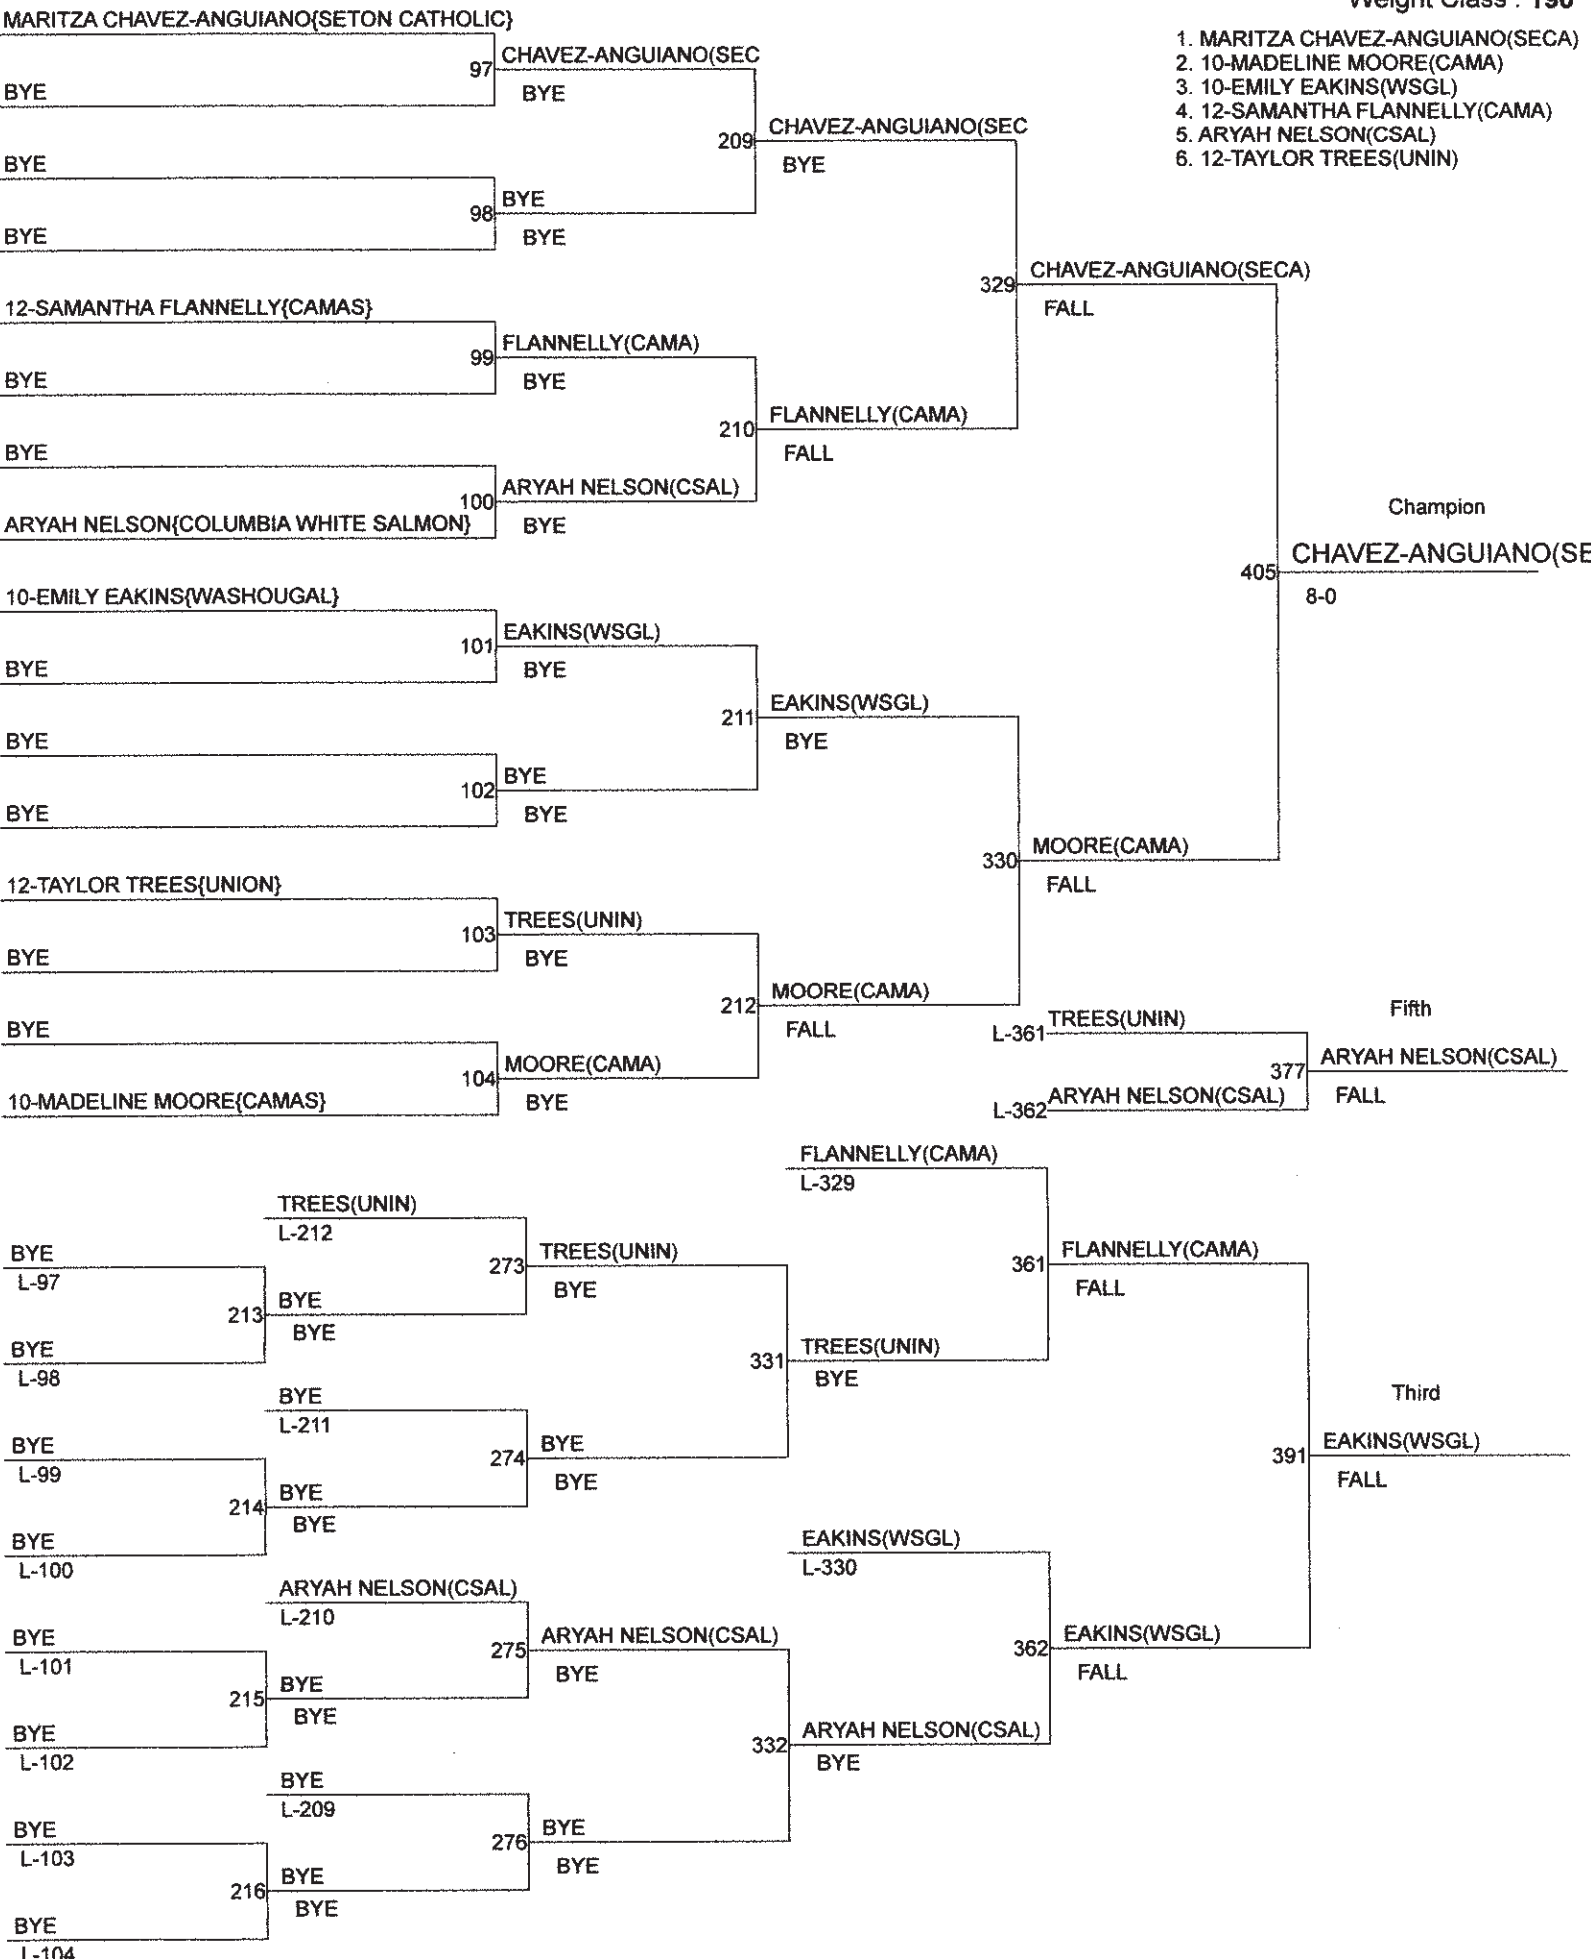 Weight Class : 190
1. MARITZA CHAVEZ-ANGUIANO(SECA)
2. 10-MADELINE MOORE(CAMA)
3. 10-EMILY EAKINS(WSGL)
4. 12-SAMANTHA FLANNELLY(CAMA)
5. ARYAH NELSON(CSAL)
6. 12-TAYLOR TREES(UNIN)
MARITZA CHAVEZ-ANGUIANO{SETON CATHOLIC}
97
BYE
BYE
98
BYE
12-SAMANTHA FLANNELLY{CAMAS}
99
BYE
BYE
100
ARYAH NELSON{COLUMBIA WHITE SALMON}
10-EMILY EAKINS{WASHOUGAL}
101
BYE
BYE
102
BYE
12-TAYLOR TREES{UNION}
103
BYE
BYE
104
10-MADELINE MOORE{CAMAS}
CHAVEZ-ANGUIANO(SEC
BYE
209
BYE
BYE
FLANNELLY(CAMA)
BYE
210
ARYAH NELSON(CSAL)
BYE
EAKINS(WSGL)
BYE
211
BYE
BYE
TREES(UNIN)
BYE
212
MOORE(CAMA)
BYE
CHAVEZ-ANGUIANO(SEC
BYE
329
FLANNELLY(CAMA)
FALL
EAKINS(WSGL)
BYE
330
MOORE(CAMA)
FALL
CHAVEZ-ANGUIANO(SECA)
FALL
405
MOORE(CAMA)
FALL
Champion
CHAVEZ-ANGUIANO(SE
8-0
L-361
TREES(UNIN)
377
L-362
ARYAH NELSON(CSAL)
Fifth
ARYAH NELSON(CSAL)
FALL
BYE
L-97
213
BYE
L-98
BYE
L-99
214
BYE
L-100
BYE
L-101
215
BYE
L-102
BYE
L-103
216
BYE
L-104
TREES(UNIN)
L-212
273
BYE
BYE
BYE
L-211
274
BYE
BYE
ARYAH NELSON(CSAL)
L-210
275
BYE
BYE
BYE
L-209
276
BYE
BYE
TREES(UNIN)
BYE
331
BYE
BYE
ARYAH NELSON(CSAL)
BYE
332
BYE
BYE
FLANNELLY(CAMA)
L-329
361
TREES(UNIN)
BYE
EAKINS(WSGL)
L-330
362
ARYAH NELSON(CSAL)
BYE
FLANNELLY(CAMA)
FALL
391
EAKINS(WSGL)
FALL
Third
EAKINS(WSGL)
FALL